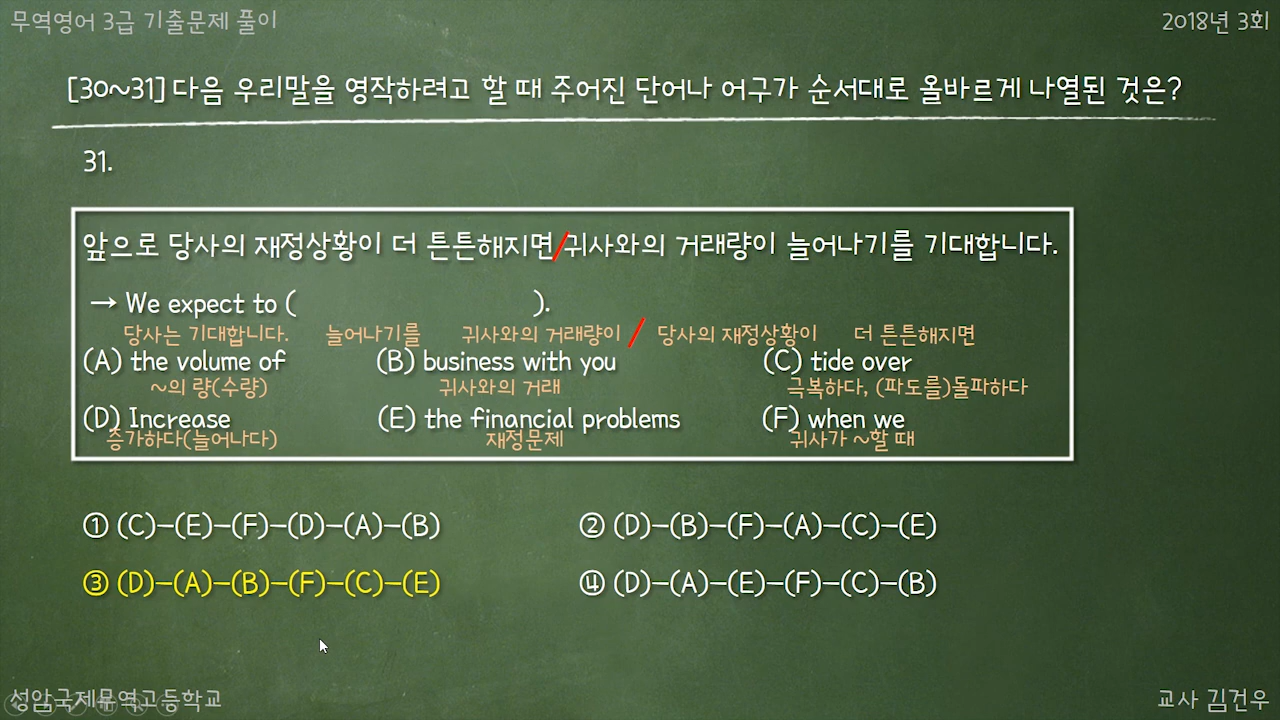 무역영어 3급 기출문제 풀이
2018년 3회
[30~31] 다음 우리말을 영작하려고 할 때 주어진 단어나 어구가 순서대로 올바르게 나열된 것은?
31.
앞으로 당사의 재정상황이 더 튼튼해지면/귀사와의 거래량이 늘어나기를 기대합니다.
→ We expect to ( ).
당사는 기대합니다. 늘어나기를 귀사와의 거래량이 / 당사의 재정상황이 더 튼튼해지면
(A) the volume of (B) business with you (C) tide over
~의 량(수량) 귀사와의 거래 극복하다, (파도를)돌파하다
(D) Increase (E) the financial problems (F) when we
증가하다(늘어나다) 재정문제 귀사가 ~할 때
① (C)-(E)-(F)-(D)-(A)-(B) ② (D)-(B)-(F)-(A)-(C)-(E)
③ (D)-(A)-(B)-(F)-(C)-(E) ④ (D)-(A)-(E)-(F)-(C)-(B)
성암국제무역고등학교
교사 김건우